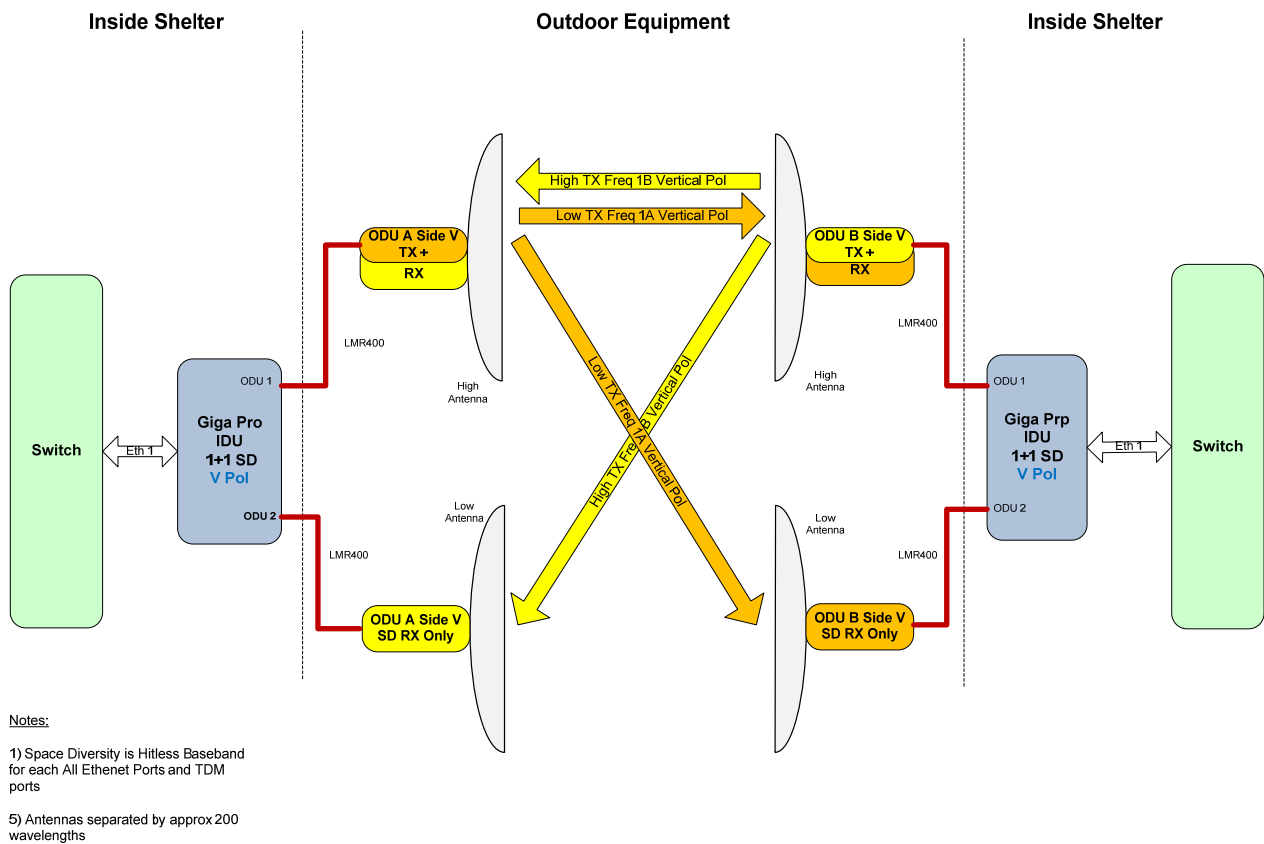 Inside Shelter
Outdoor Equipment
Inside Shelter
High TX Freq 1B Vertical Pol
Low TX Freq 1A Vertical Pol
ODU A Side V
TX +
RX
ODU B Side V
TX +
RX
LMR400
LMR400
High
Antenna
High
Antenna
Low TX Freq 1A Vertical Pol
High TX Fre
B Vertical Pol
ODU 1
Giga Pro
IDU
1+1 SD
V Pol
ODU 2
ODU 1
Giga Prp
IDU
1+1 SD
V Pol
ODU 2
Switch
Eth 1
Eth 1
Switch
Low
Antenna
Low
Antenna
LMR400
LMR400
ODU A Side V
SD RX Only
ODU B Side V
SD RX Only
Notes:
1) Space Diversity is Hitless Baseband
for each All Ethenet Ports and TDM
ports
5) Antennas separated by approx 200
wavelengths